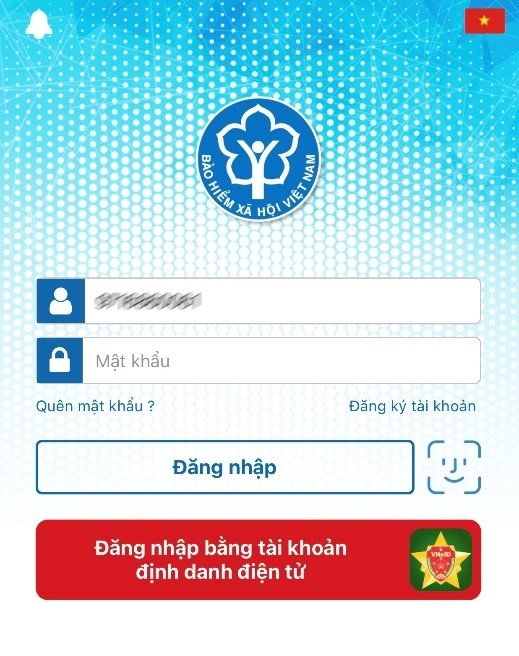 BẢO HIỂM XÃ HỘI VIỆT NAM
Mật khẩu
Quên mật khẩu ?
Đăng ký tài khoản
Đăng nhập
Đăng nhập bằng tài khoản
định danh điện tử
VNeID